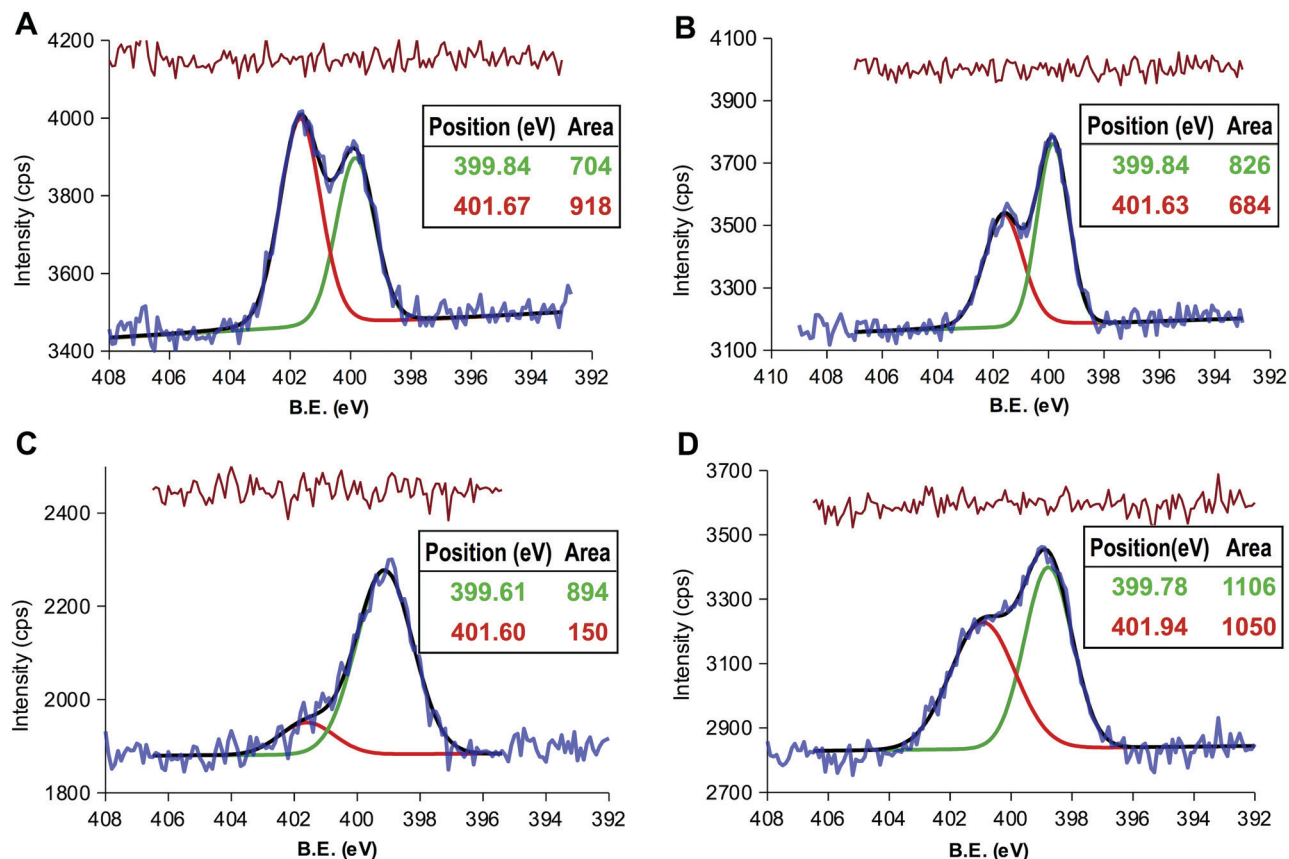 A
4200
4000
3800
3600
3400
Intensity (cps)
Position (eV) Area
399.84 704
401.67 918
408 406 404 402 400 398 396 394 392
B.E. (eV)
B
4100
3900
3700
3500
3300
3100
Intensity (cps)
Position (eV) Area
399.84 826
401.63 684
410 408 406 404 402 400 398 396 394 392
B.E. (eV)
C
2400
2200
2000
1800
Intensity (cps)
Position (eV) Area
399.61 894
401.60 150
408 406 404 402 400 398 396 394 392
B.E. (eV)
D
3700
3500
3300
3100
2900
2700
Intensity (cps)
Position(eV) Area
399.78 1106
401.94 1050
408 406 404 402 400 398 396 394 392
B.E. (eV)